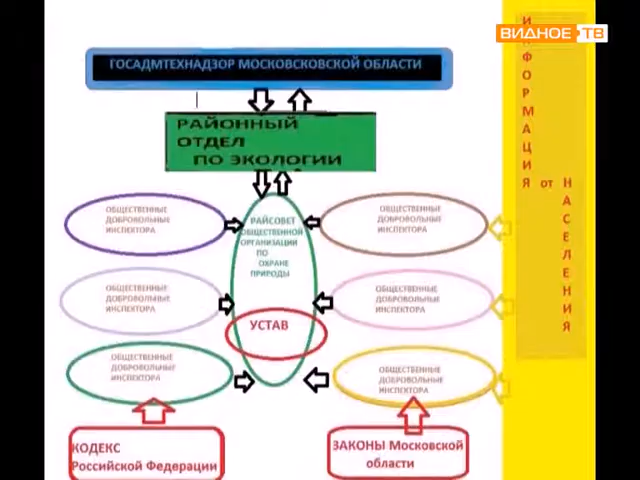 ВИДНОЕ ТВ
ГОСАДМТЕХНАДЗОР МОСКОВСКОВСКОЙ ОБЛАСТИ
РАЙОННЫЙ
ОТДЕЛ
ПО ЭКОЛОГИИ
РАЙСОВЕТ
ОБЩЕСТВЕННОЙ
ОРГАНИЗАЦИИ
ПО
ОХРАНЕ
ПРИРОДЫ
УСТАВ
ОБЩЕСТВЕННЫЕ
ДОБРОВОЛЬНЫЕ
ИНСПЕКТОРА
ОБЩЕСТВЕННЫЕ
ДОБРОВОЛЬНЫЕ
ИНСПЕКТОРА
ОБЩЕСТВЕННЫЕ
ДОБРОВОЛЬНЫЕ
ИНСПЕКТОРА
ОБЩЕСТВЕННЫЕ
ДОБРОВОЛЬНЫЕ
ИНСПЕКТОРА
ОБЩЕСТВЕННЫЕ
ДОБРОВОЛЬНЫЕ
ИНСПЕКТОРА
ОБЩЕСТВЕННЫЕ
ДОБРОВОЛЬНЫЕ
ИНСПЕКТОРА
КОДЕКС
Российской Федерации
ЗАКОНЫ Московской
области
ИНФОРМАЦИЯ
от
НАСЕЛЕНИЯ